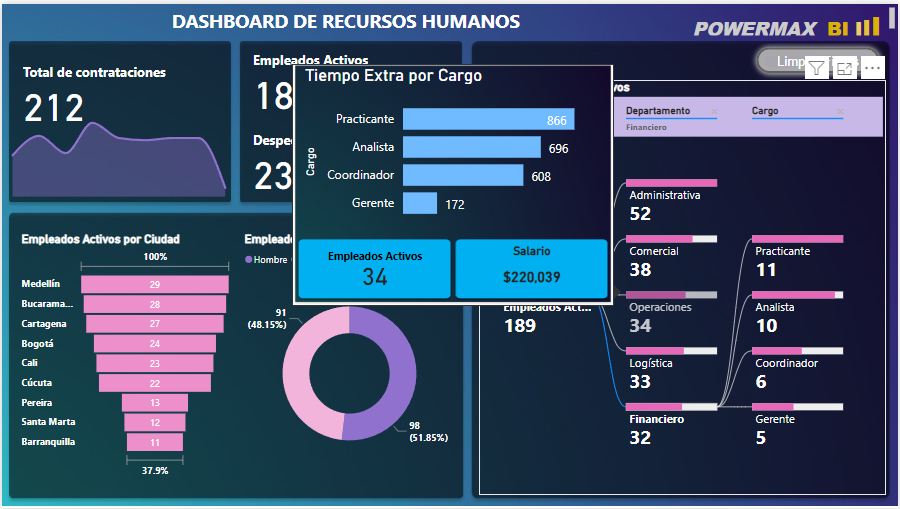 DASHBOARD DE RECURSOS HUMANOS
POWERMAX BI
Total de contrataciones
212
Empleados Activos
18
Despe
23
Tiempo Extra por Cargo
Cargo
Practicante 866
Analista 696
Coordinador 608
Gerente 172
Empleados Activos
34
Salario
$220,039
Limp
vos
Departamento
Financiero
Cargo
Empleados Activos por Ciudad
100%
Medellín 29
Bucarama... 28
Cartagena 27
Bogotá 24
Cali 23
Cúcuta 22
Pereira 13
Santa Marta 12
Barranquilla 11
37.9%
Emplead
Hombre
91
(48.15%)
98
(51.85%)
Empleados Act...
189
Administrativa
52
Comercial
38
Operaciones
34
Logística
33
Financiero
32
Practicante
11
Analista
10
Coordinador
6
Gerente
5